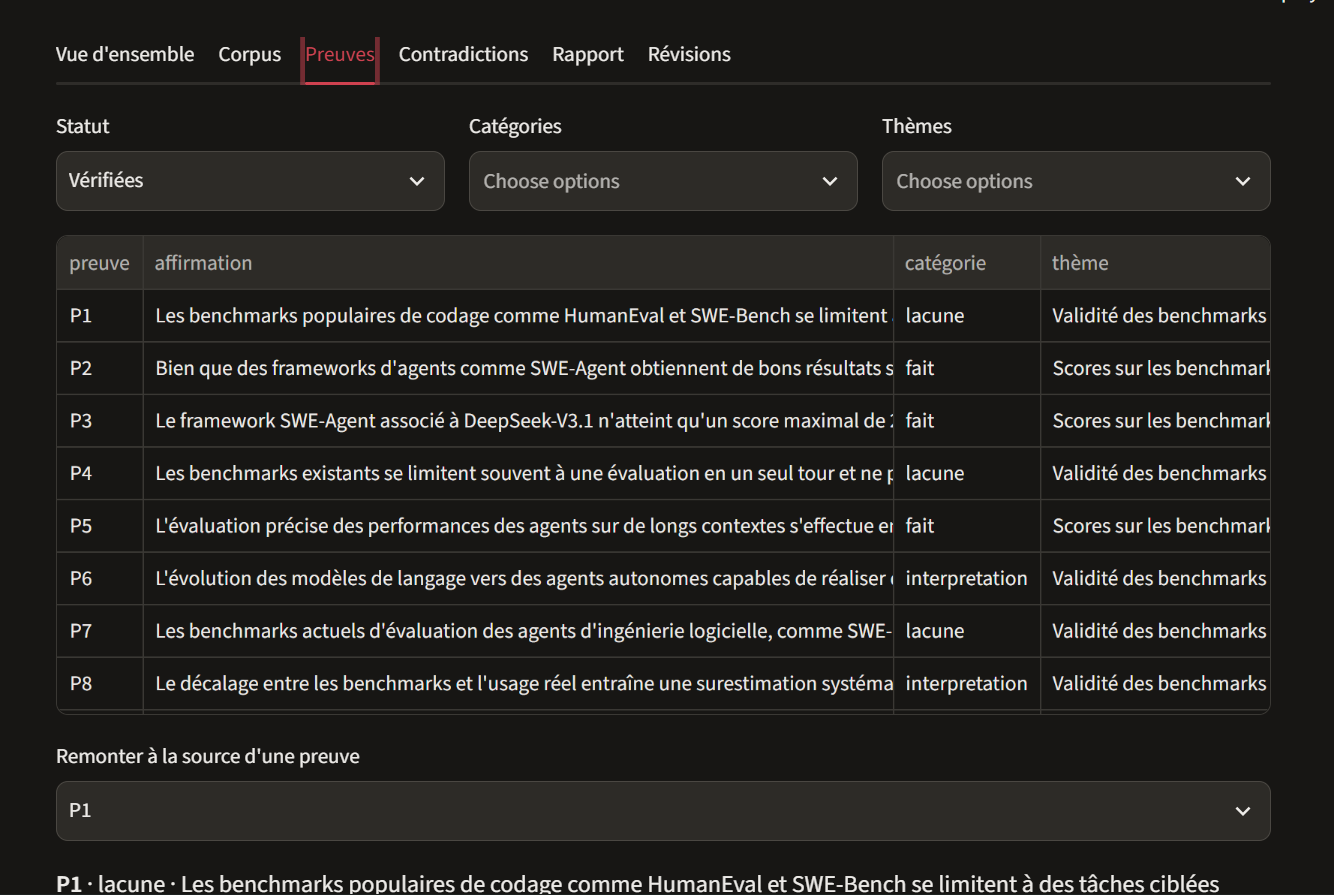 Vue d'ensemble Corpus Preuves Contradictions Rapport Révisions
Statut Catégories Thèmes
Vérifiées Choose options Choose options
preuve affirmation catégorie thème
P1 Les benchmarks populaires de codage comme HumanEval et SWE-Bench se limitent lacune Validité des benchmarks
P2 Bien que des frameworks d'agents comme SWE-Agent obtiennent de bons résultats s fait Scores sur les benchmark
P3 Le framework SWE-Agent associé à DeepSeek-V3.1 n'atteint qu'un score maximal de fait Scores sur les benchmark
P4 Les benchmarks existants se limitent souvent à une évaluation en un seul tour et ne p lacune Validité des benchmarks
P5 L'évaluation précise des performances des agents sur de longs contextes s'effectue en fait Scores sur les benchmark
P6 L'évolution des modèles de langage vers des agents autonomes capables de réaliser interpretation Validité des benchmarks
P7 Les benchmarks actuels d'évaluation des agents d'ingénierie logicielle, comme SWE- lacune Validité des benchmarks
P8 Le décalage entre les benchmarks et l'usage réel entraîne une surestimation systéma interpretation Validité des benchmarks
Remonter à la source d'une preuve
P1
P1 · lacune · Les benchmarks populaires de codage comme HumanEval et SWE-Bench se limitent à des tâches ciblées